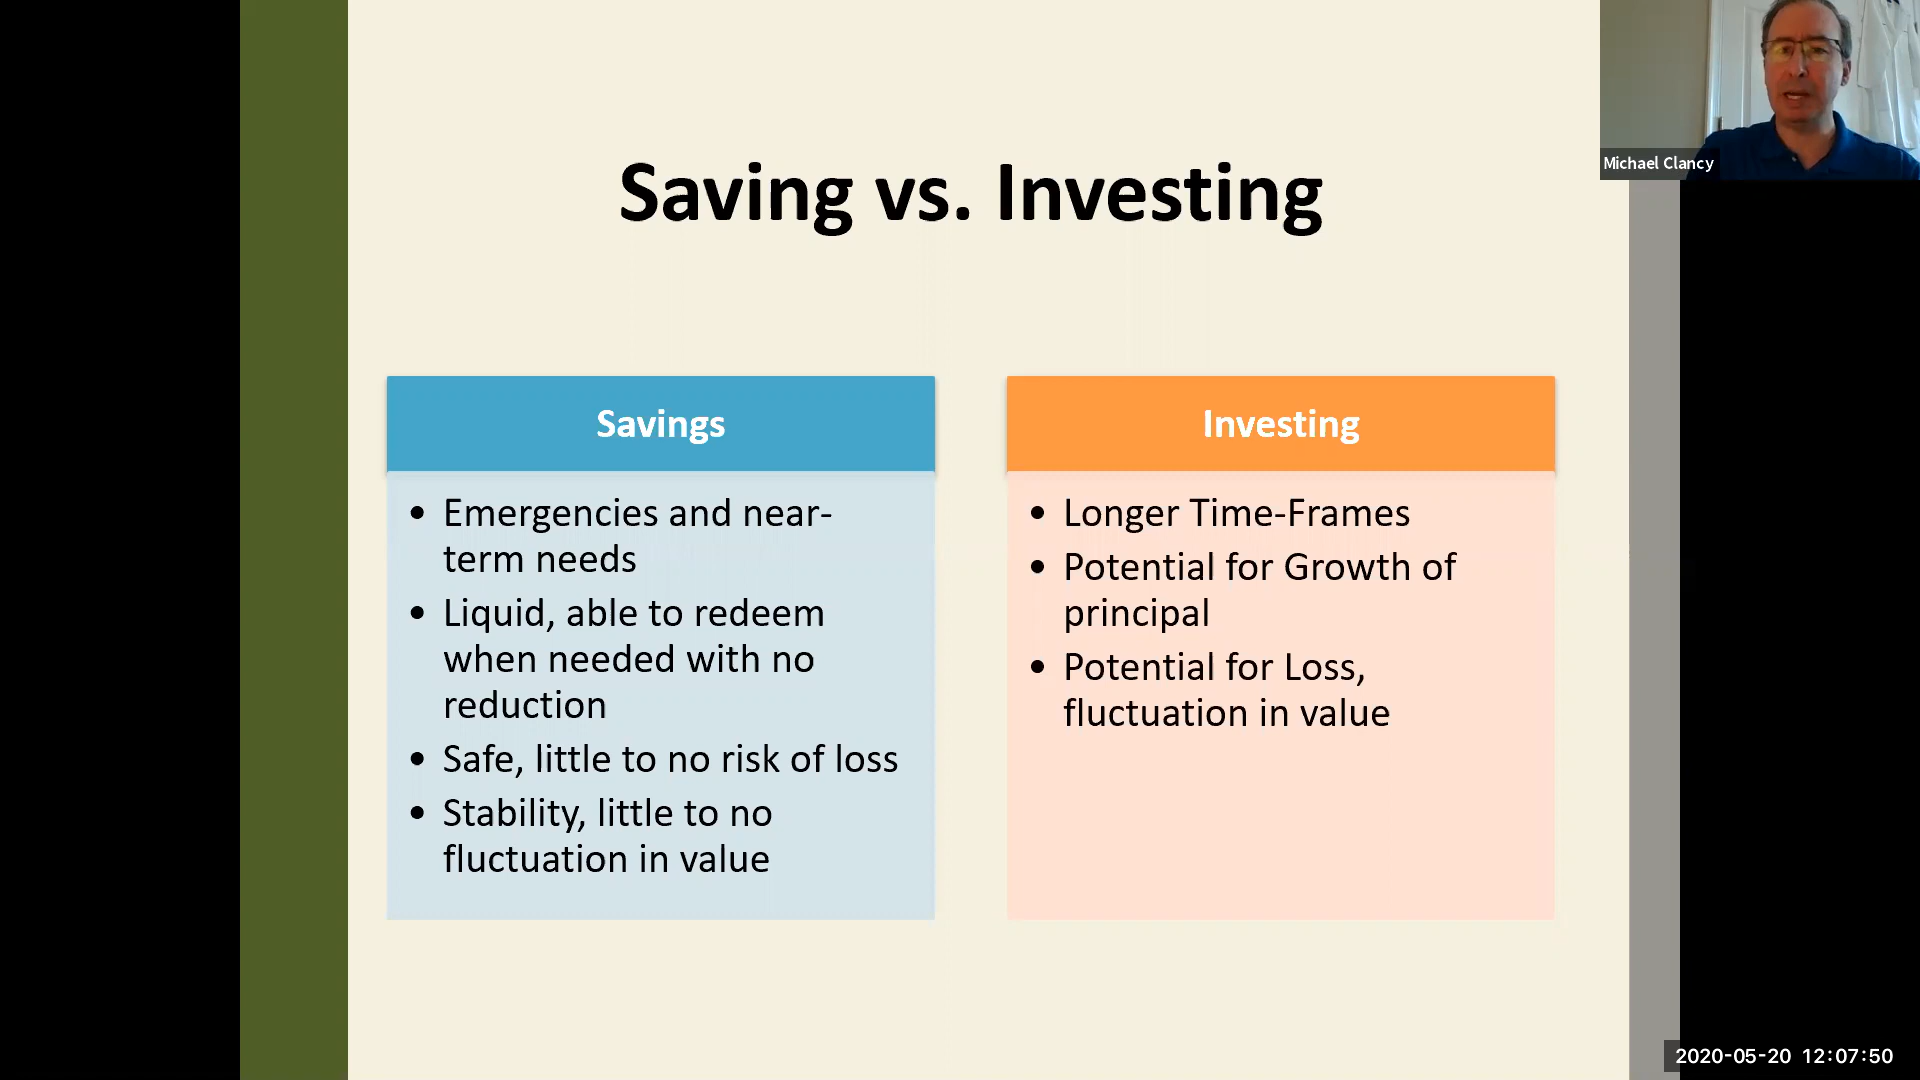 Michael Clancy
Saving vs. Investing
Savings
• Emergencies and near-
term needs
• Liquid, able to redeem
when needed with no
reduction
• Safe, little to no risk of loss
• Stability, little to no
fluctuation in value
Investing
• Longer Time-Frames
• Potential for Growth of
principal
• Potential for Loss,
fluctuation in value
2020-05-20 12:07:50